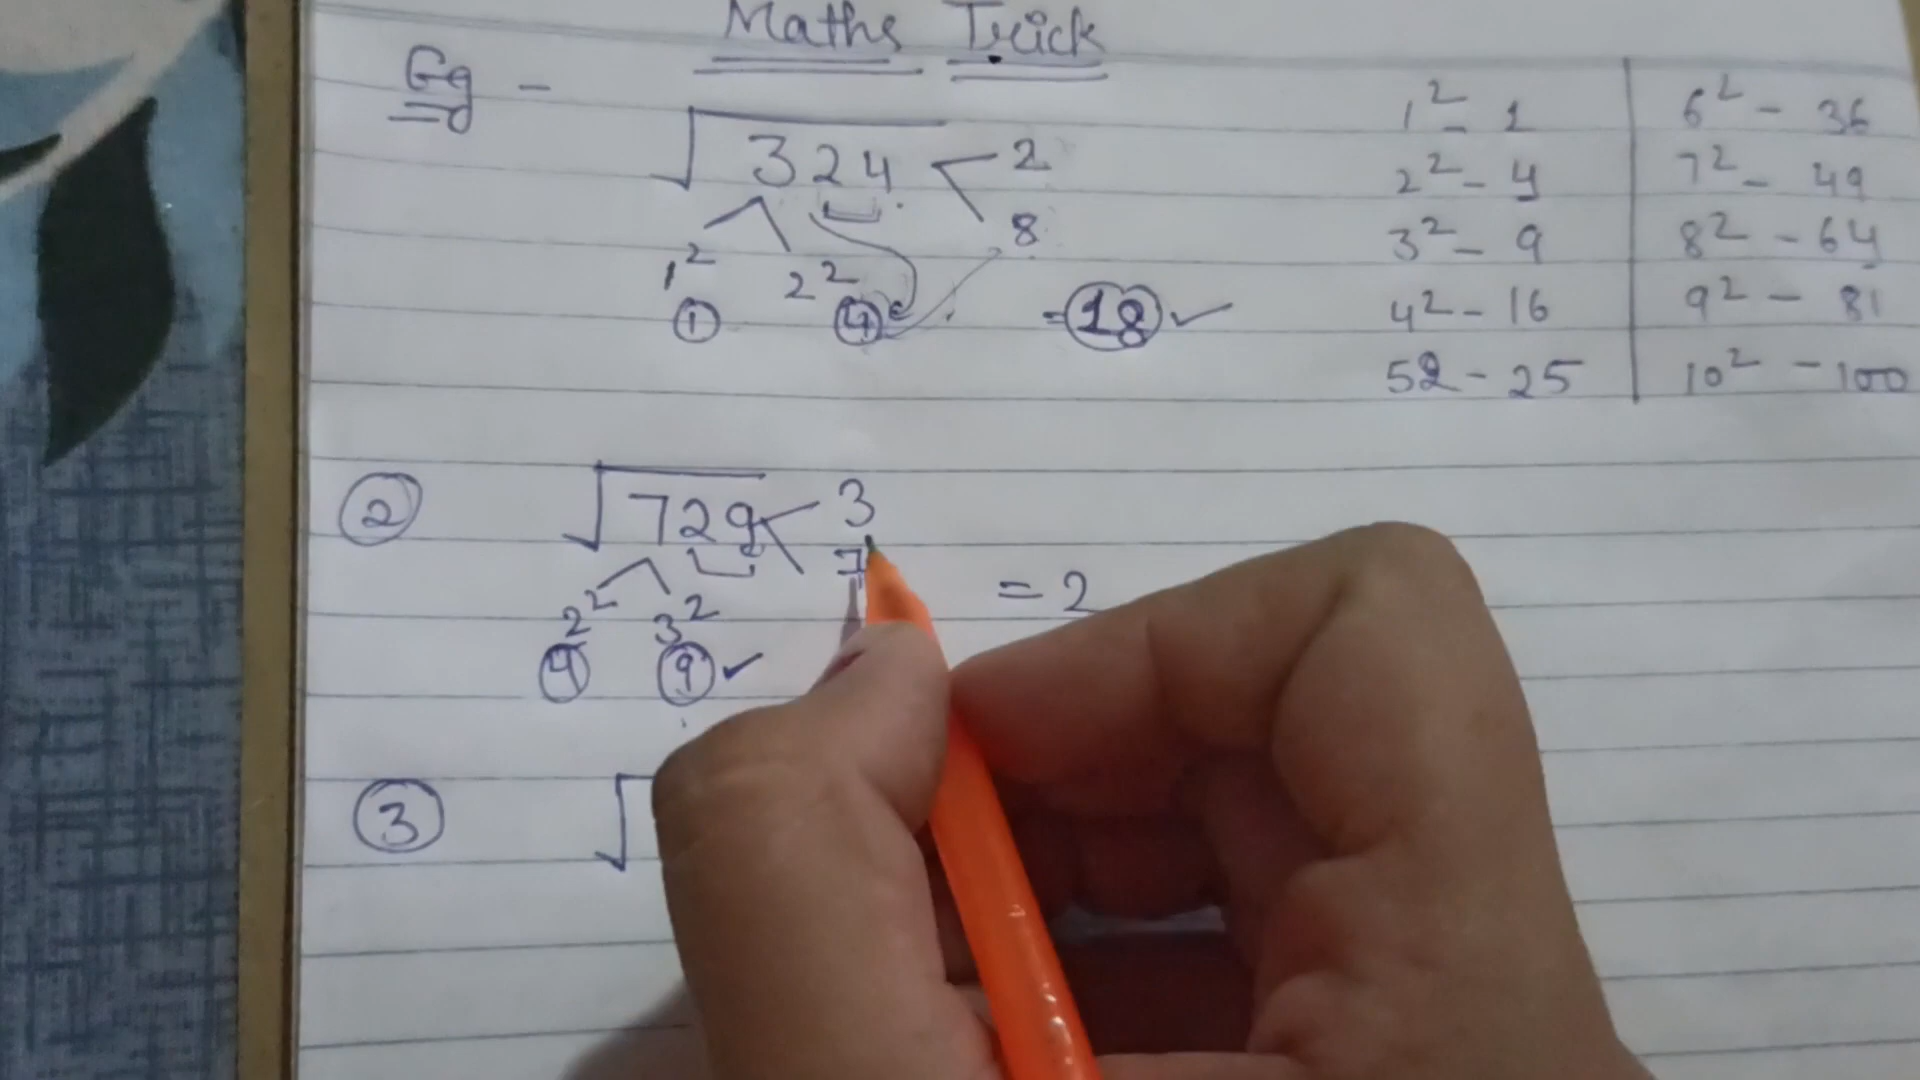 Maths Trick
Eg -
√324 < 2
8
1² 2²
1 4 = 18 ✓
1² - 1 6² - 36
2² - 4 7² - 49
3² - 9 8² - 64
4² - 16 9² - 81
5² - 25 10² - 100
2 √729 < 3
7
2² 3² = 2
4 9 ✓
3 √